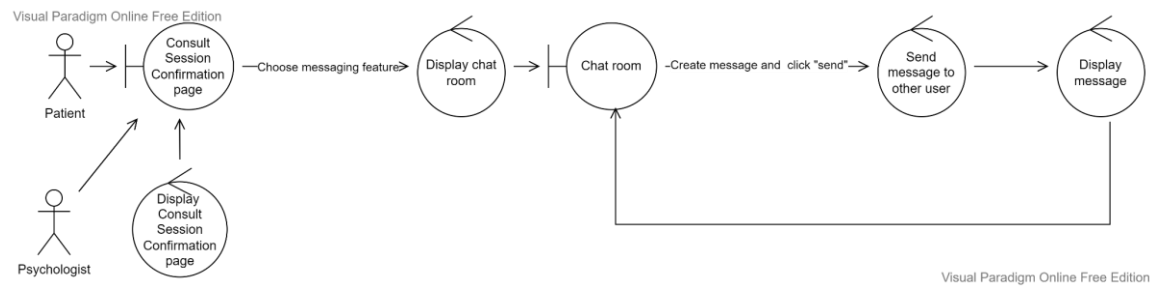 Visual Paradigm Online Free Edition
Consult
Session
Confirmation
page
Patient
Choose messaging feature
Display chat
room
Chat room
Create message and click "send"
Send
message to
other user
Display
message
Psychologist
Display
Consult
Session
Confirmation
page
Visual Paradigm Online Free Edition